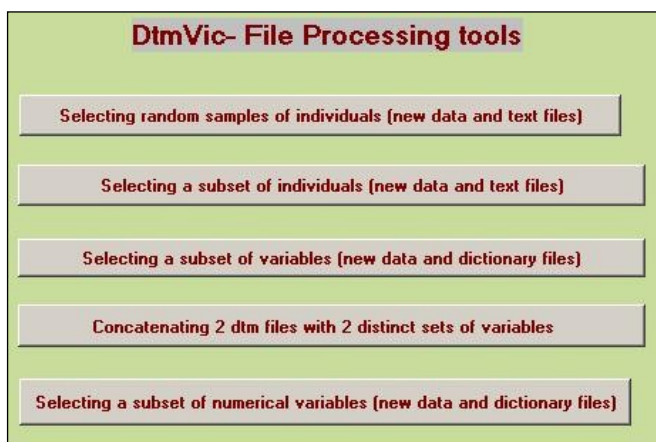 DtmVic- File Processing tools
Selecting random samples of individuals (new data and text files)
Selecting a subset of individuals (new data and text files)
Selecting a subset of variables (new data and dictionary files)
Concatenating 2 dtm files with 2 distinct sets of variables
Selecting a subset of numerical variables (new data and dictionary files)